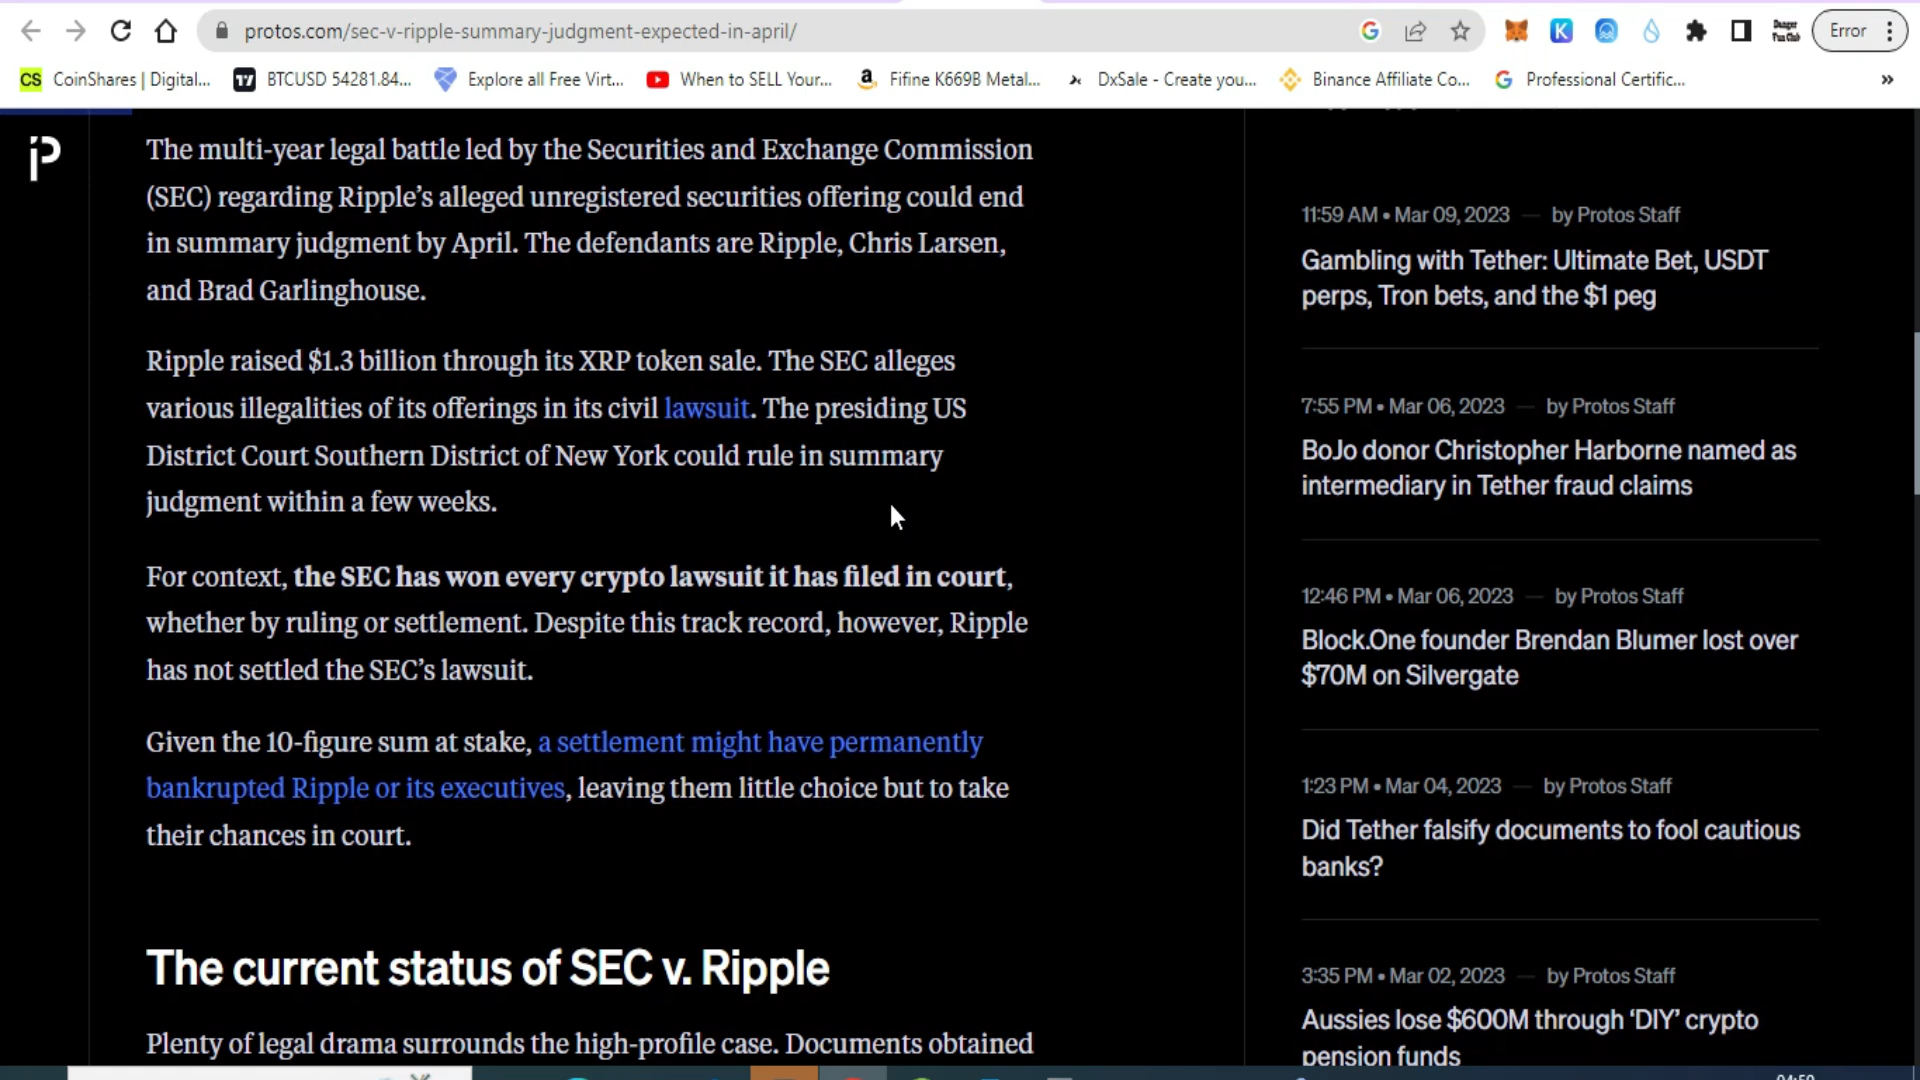 protos.com/sec-v-ripple-summary-judgment-expected-in-april/
Error
CS CoinShares | Digital...
BTCUSD 54281.84...
Explore all Free Virt...
When to SELL Your...
Fifine K669B Metal...
DxSale - Create you...
Binance Affiliate Co...
Professional Certific...
»
The multi-year legal battle led by the Securities and Exchange Commission
(SEC) regarding Ripple’s alleged unregistered securities offering could end
in summary judgment by April. The defendants are Ripple, Chris Larsen,
and Brad Garlinghouse.
Ripple raised $1.3 billion through its XRP token sale. The SEC alleges
various illegalities of its offerings in its civil lawsuit. The presiding US
District Court Southern District of New York could rule in summary
judgment within a few weeks.
For context, the SEC has won every crypto lawsuit it has filed in court,
whether by ruling or settlement. Despite this track record, however, Ripple
has not settled the SEC’s lawsuit.
Given the 10-figure sum at stake, a settlement might have permanently
bankrupted Ripple or its executives, leaving them little choice but to take
their chances in court.
The current status of SEC v. Ripple
Plenty of legal drama surrounds the high-profile case. Documents obtained
11:59 AM • Mar 09, 2023 — by Protos Staff
Gambling with Tether: Ultimate Bet, USDT
perps, Tron bets, and the $1 peg
7:55 PM • Mar 06, 2023 — by Protos Staff
BoJo donor Christopher Harborne named as
intermediary in Tether fraud claims
12:46 PM • Mar 06, 2023 — by Protos Staff
Block.One founder Brendan Blumer lost over
$70M on Silvergate
1:23 PM • Mar 04, 2023 — by Protos Staff
Did Tether falsify documents to fool cautious
banks?
3:35 PM • Mar 02, 2023 — by Protos Staff
Aussies lose $600M through ‘DIY’ crypto
pension funds